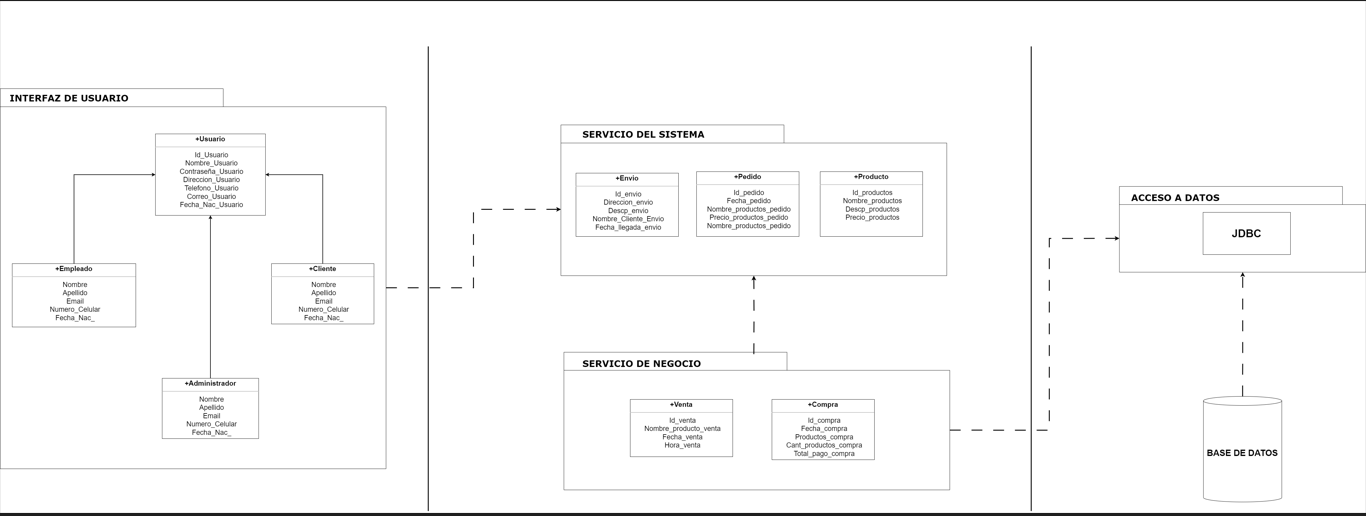 INTERFAZ DE USUARIO
+Usuario
Id_Usuario
Nombre_Usuario
Contraseña_Usuario
Direccion_Usuario
Telefono_Usuario
Correo_Usuario
Fecha_Nac_Usuario
+Empleado
Nombre
Apellido
Email
Numero_Celular
Fecha_Nac_
+Cliente
Nombre
Apellido
Email
Numero_Celular
Fecha_Nac_
+Administrador
Nombre
Apellido
Email
Numero_Celular
Fecha_Nac_
SERVICIO DEL SISTEMA
+Envio
Id_envio
Direccion_envio
Descp_envio
Nombre_Cliente_Envio
Fecha_llegada_envio
+Pedido
Id_pedido
Fecha_pedido
Nombre_productos_pedido
Precio_productos_pedido
Nombre_productos_pedido
+Producto
Id_productos
Nombre_productos
Descp_productos
Precio_productos
SERVICIO DE NEGOCIO
+Venta
Id_venta
Nombre_producto_venta
Fecha_venta
Hora_venta
+Compra
Id_compra
Fecha_compra
Productos_compra
Cant_productos_compra
Total_pago_compra
ACCESO A DATOS
JDBC
BASE DE DATOS